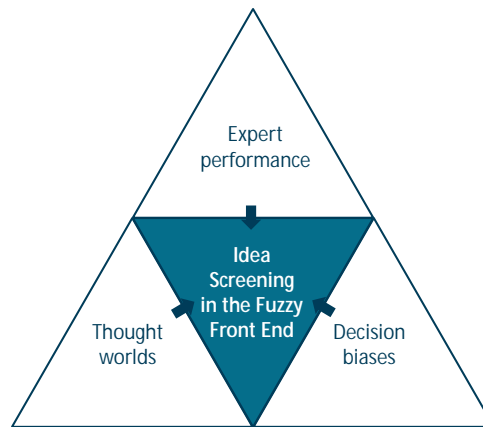 Expert
performance
Idea
Screening
in the Fuzzy
Front End
Thought
worlds
Decision
biases